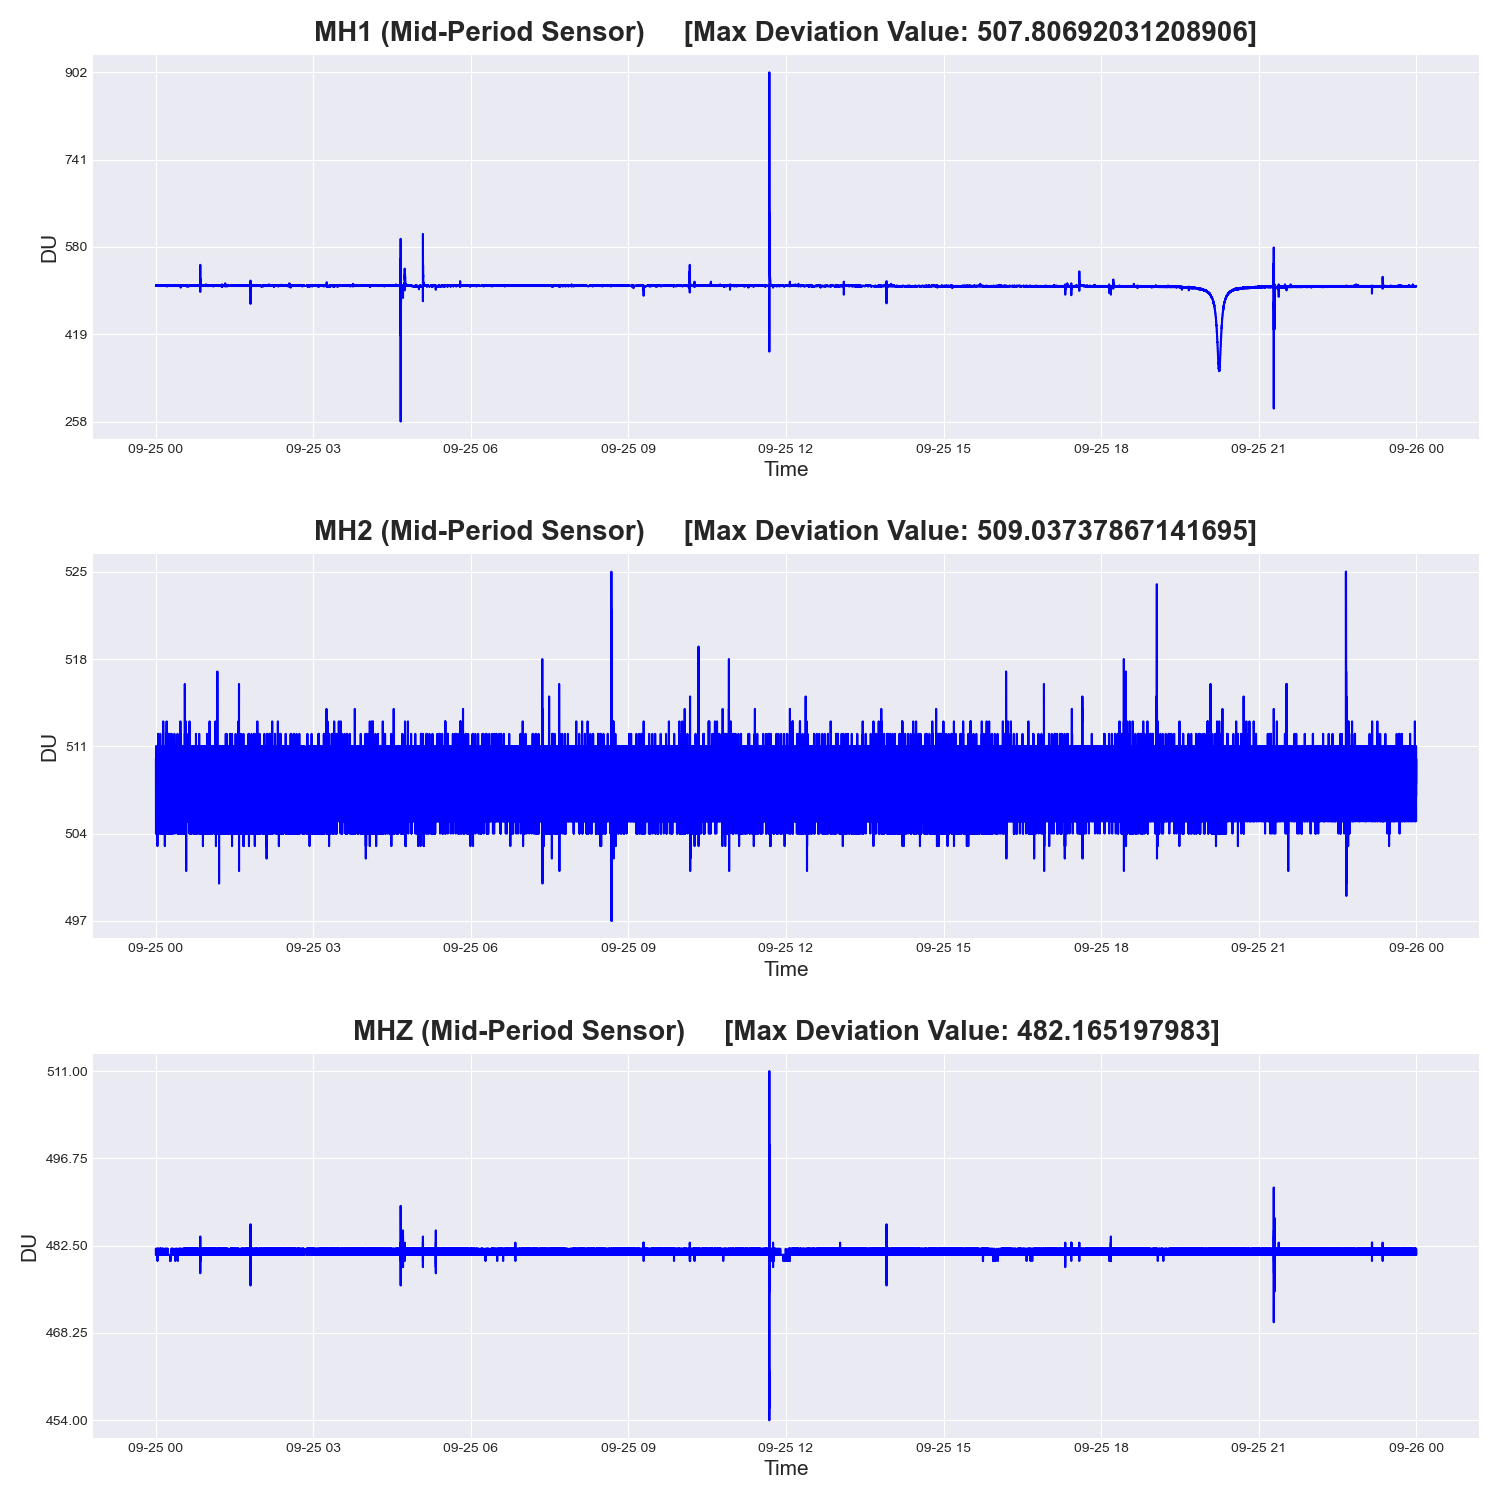 MH1 (Mid-Period Sensor)     [Max Deviation Value: 507.80692031208906]
902
741
580
419
258
DU
09-25 00 09-25 03 09-25 06 09-25 09 09-25 12 09-25 15 09-25 18 09-25 21 09-26 00
Time
MH2 (Mid-Period Sensor)     [Max Deviation Value: 509.03737867141695]
525
518
511
504
497
DU
09-25 00 09-25 03 09-25 06 09-25 09 09-25 12 09-25 15 09-25 18 09-25 21 09-26 00
Time
MHZ (Mid-Period Sensor)     [Max Deviation Value: 482.165197983]
511.00
496.75
482.50
468.25
454.00
DU
09-25 00 09-25 03 09-25 06 09-25 09 09-25 12 09-25 15 09-25 18 09-25 21 09-26 00
Time